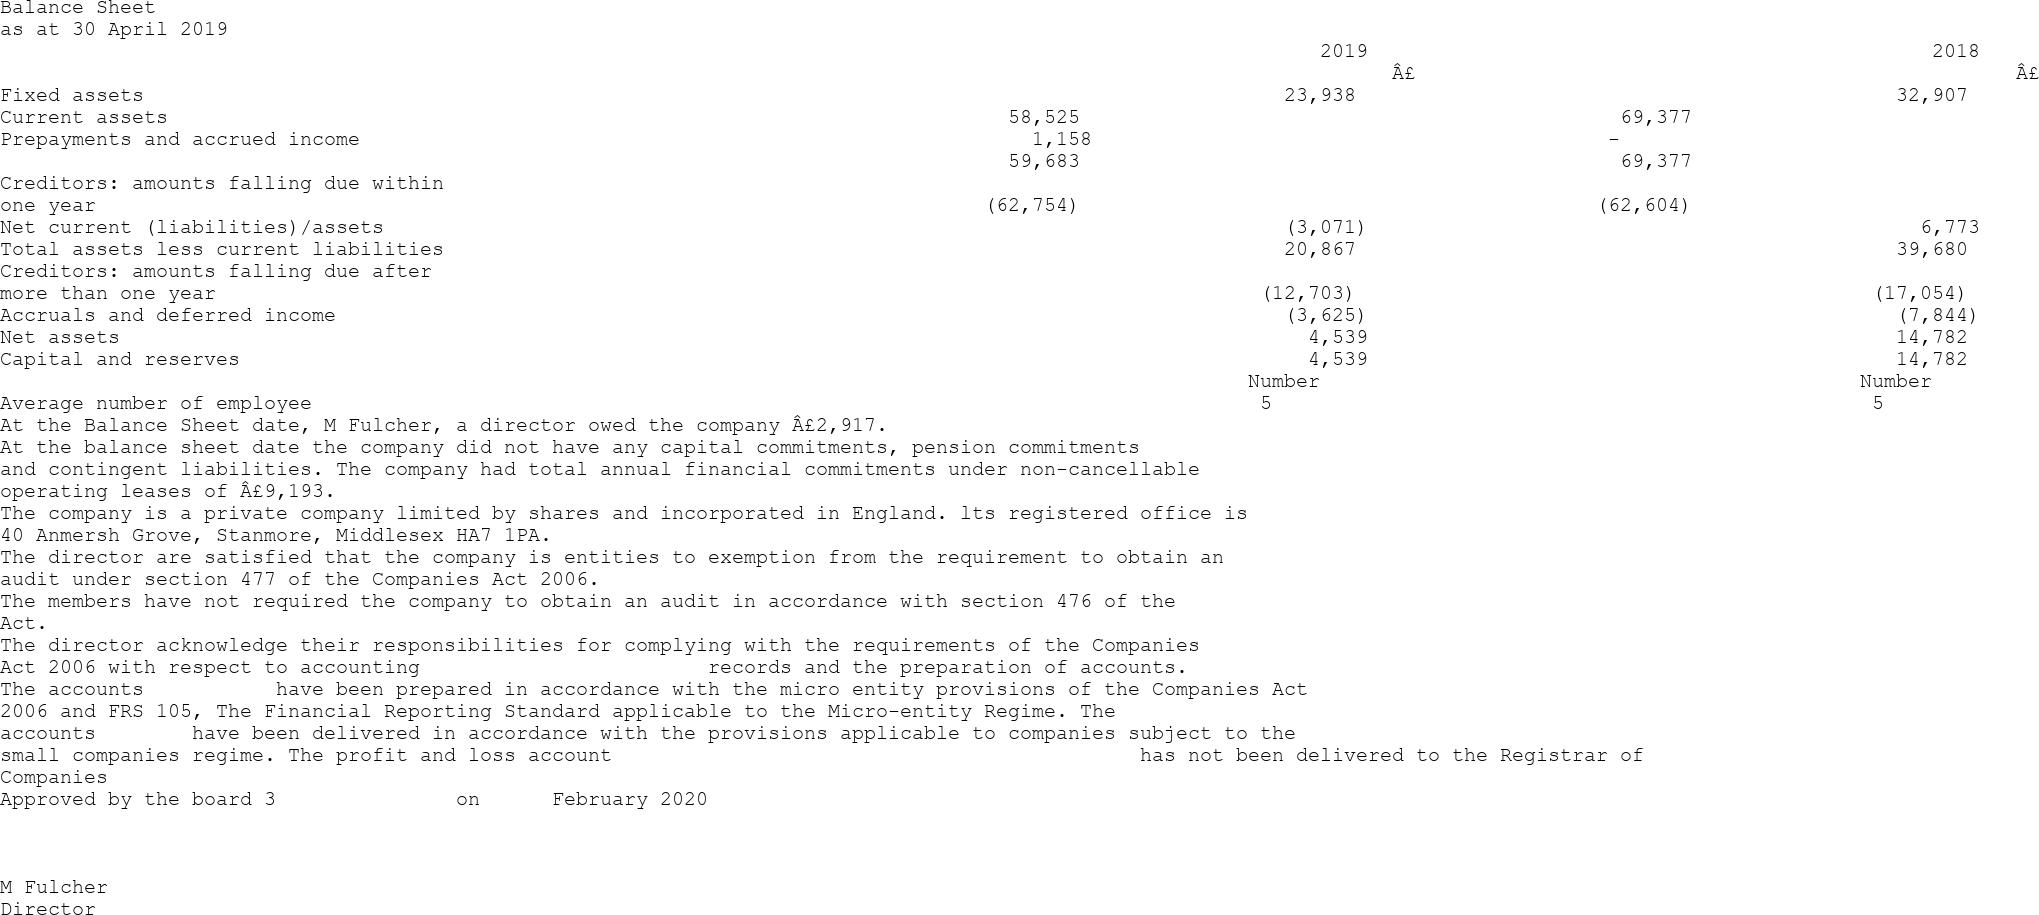 Balance Sheet
as at 30 April 2019
2019 2018
Â£ Â£
Fixed assets 23,938 32,907
Current assets 58,525 69,377
Prepayments and accrued income 1,158 -
59,683 69,377
Creditors: amounts falling due within
one year (62,754) (62,604)
Net current (liabilities)/assets (3,071) 6,773
Total assets less current liabilities 20,867 39,680
Creditors: amounts falling due after
more than one year (12,703) (17,054)
Accruals and deferred income (3,625) (7,844)
Net assets 4,539 14,782
Capital and reserves 4,539 14,782
Number Number
Average number of employee 5 5
At the Balance Sheet date, M Fulcher, a director owed the company Â£2,917.
At the balance sheet date the company did not have any capital commitments, pension commitments
and contingent liabilities. The company had total annual financial commitments under non-cancellable
operating leases of Â£9,193.
The company is a private company limited by shares and incorporated in England. lts registered office is
40 Anmersh Grove, Stanmore, Middlesex HA7 1PA.
The director are satisfied that the company is entities to exemption from the requirement to obtain an
audit under section 477 of the Companies Act 2006.
The members have not required the company to obtain an audit in accordance with section 476 of the
Act.
The director acknowledge their responsibilities for complying with the requirements of the Companies
Act 2006 with respect to accounting records and the preparation of accounts.
The accounts have been prepared in accordance with the micro entity provisions of the Companies Act
2006 and FRS 105, The Financial Reporting Standard applicable to the Micro-entity Regime. The
accounts have been delivered in accordance with the provisions applicable to companies subject to the
small companies regime. The profit and loss account has not been delivered to the Registrar of
Companies
Approved by the board 3 on February 2020
M Fulcher
Director